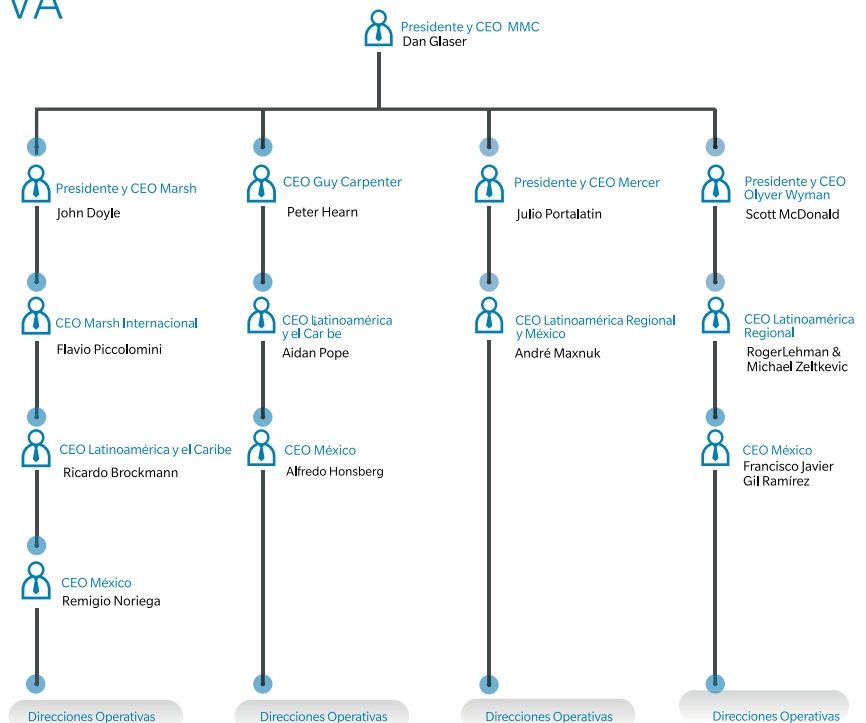 VA
Presidente y CEO MMC
Dan Glaser
Presidente y CEO Marsh
John Doyle
CEO Guy Carpenter
Peter Hearn
Presidente y CEO Mercer
Julio Portalatin
Presidente y CEO
Olyver Wyman
Scott McDonald
CEO Marsh Internacional
Flavio Piccolomini
CEO Latinoamérica
y el Car be
Aidan Pope
CEO Latinoamérica Regional
y México
André Maxnuk
CEO Latinoamérica
Regional
RogerLehman &
Michael Zeltkevic
CEO Latinoamérica y el Caribe
Ricardo Brockmann
CEO México
Alfredo Honsberg
CEO México
Francisco Javier
Gil Ramírez
CEO México
Remigio Noriega
Direcciones Operativas
Direcciones Operativas
Direcciones Operativas
Direcciones Operativas